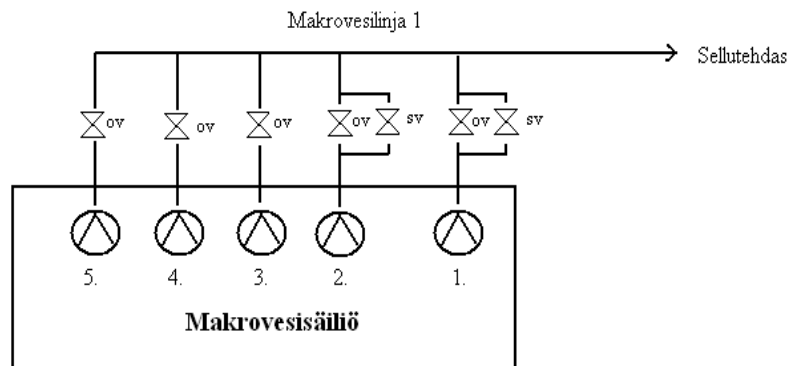 Makrovesilinja 1
Sellutehdas
ov ov ov ov sv ov sv
5. 4. 3. 2. 1.
Makrovesisäiliö